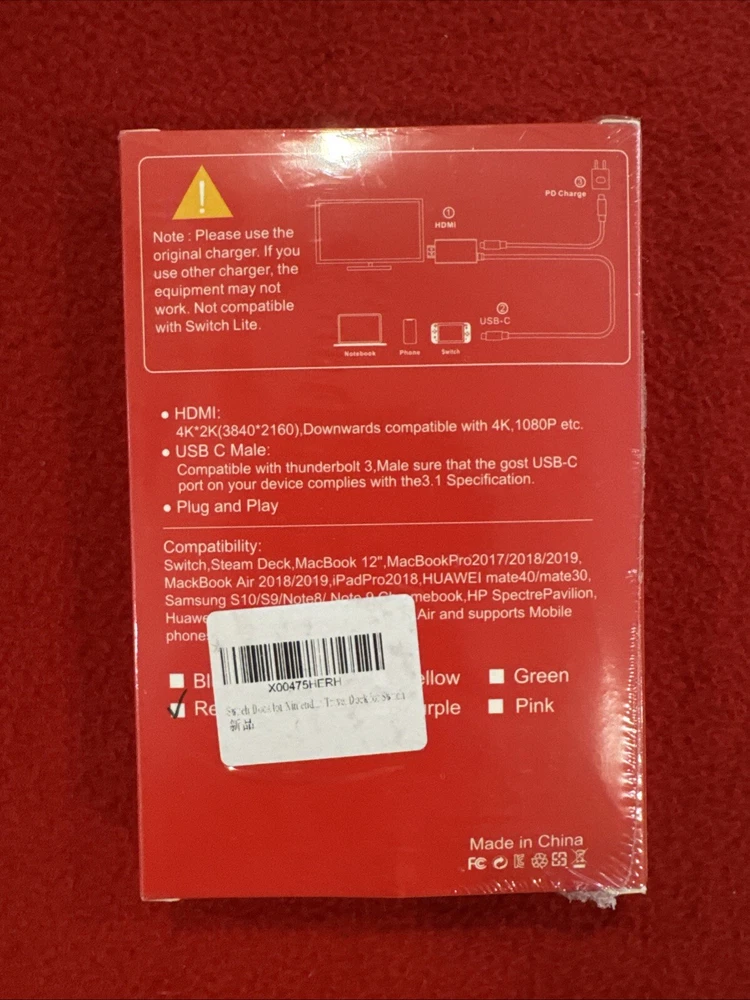 Note : Please use the
original charger. If you
use other charger, the
equipment may not
work. Not compatible
with Switch Lite.
①
HDMI
③
PD Charge
②
USB-C
Notebook
Phone
Switch
● HDMI:
4K*2K(3840*2160),Downwards compatible with 4K,1080P etc.
● USB C Male:
Compatible with thunderbolt 3,Male sure that the gost USB-C
port on your device complies with the3.1 Specification.
● Plug and Play
Compatibility:
Switch,Steam Deck,MacBook 12",MacBookPro2017/2018/2019,
MackBook Air 2018/2019,iPadPro2018,HUAWEI mate40/mate30,
Samsung S10/S9/Note8/ Note 9 Chromebook,HP SpectrePavilion,
Air and supports Mobile
Green
Pink
X00475HERH
新品
Made in China
FC